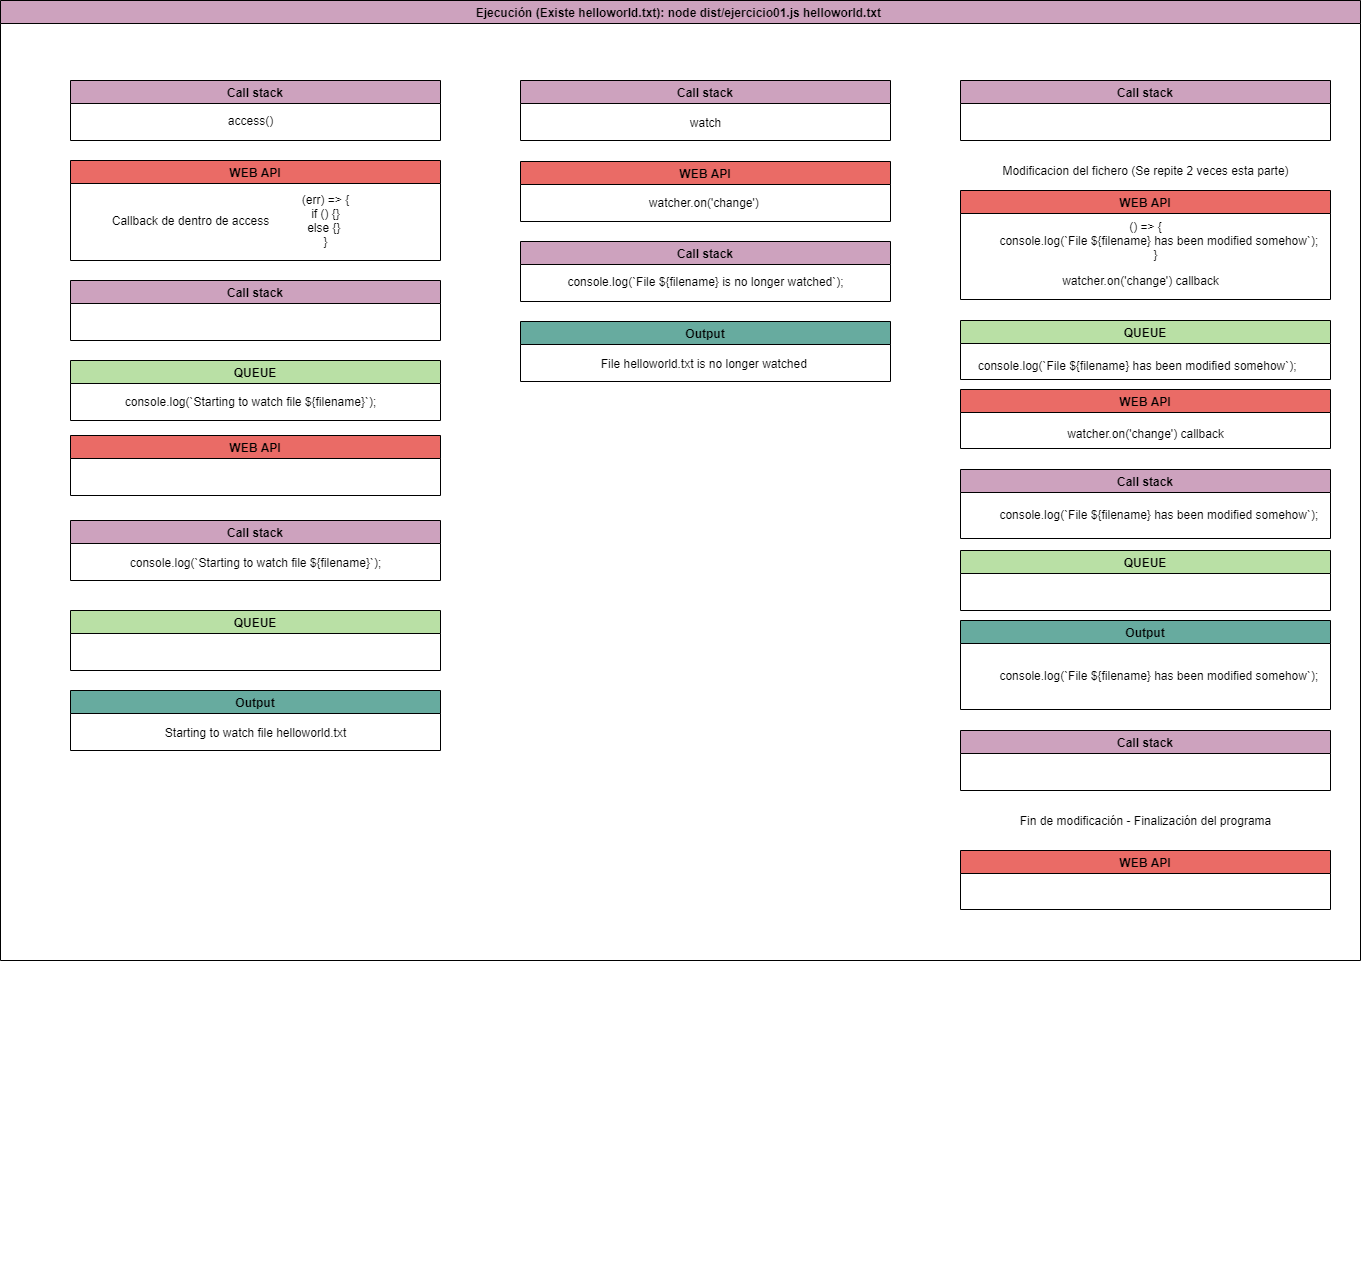 Ejecución (Existe helloworld.txt): node dist/ejercicio01.js helloworld.txt
Call stack
access()
WEB API
Callback de dentro de access
(err) => {
if () {}
else {}
}
Call stack
QUEUE
console.log(`Starting to watch file ${filename}`);
WEB API
Call stack
console.log(`Starting to watch file ${filename}`);
QUEUE
Output
Starting to watch file helloworld.txt
Call stack
watch
WEB API
watcher.on('change')
Call stack
console.log(`File ${filename} is no longer watched`);
Output
File helloworld.txt is no longer watched
Call stack
Modificacion del fichero (Se repite 2 veces esta parte)
WEB API
() => {
console.log(`File ${filename} has been modified somehow`);
}
watcher.on('change') callback
QUEUE
console.log(`File ${filename} has been modified somehow`);
WEB API
watcher.on('change') callback
Call stack
console.log(`File ${filename} has been modified somehow`);
QUEUE
Output
console.log(`File ${filename} has been modified somehow`);
Call stack
Fin de modificación - Finalización del programa
WEB API